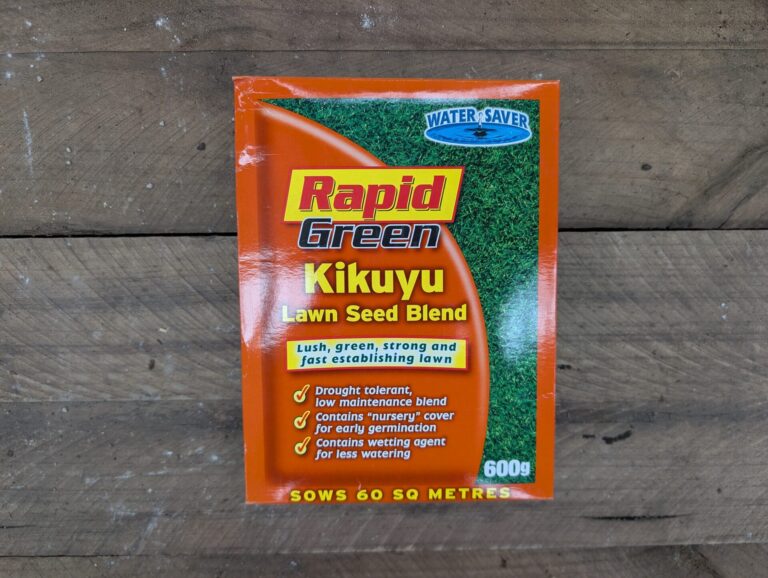 WATER SAVER
Rapid
Green
Kikuyu
Lawn Seed Blend
Lush, green, strong and
fast establishing lawn
Drought tolerant,
low maintenance blend
Contains "nursery" cover
for early germination
Contains wetting agent
for less watering
600g
SOWS 60 SQ METRES